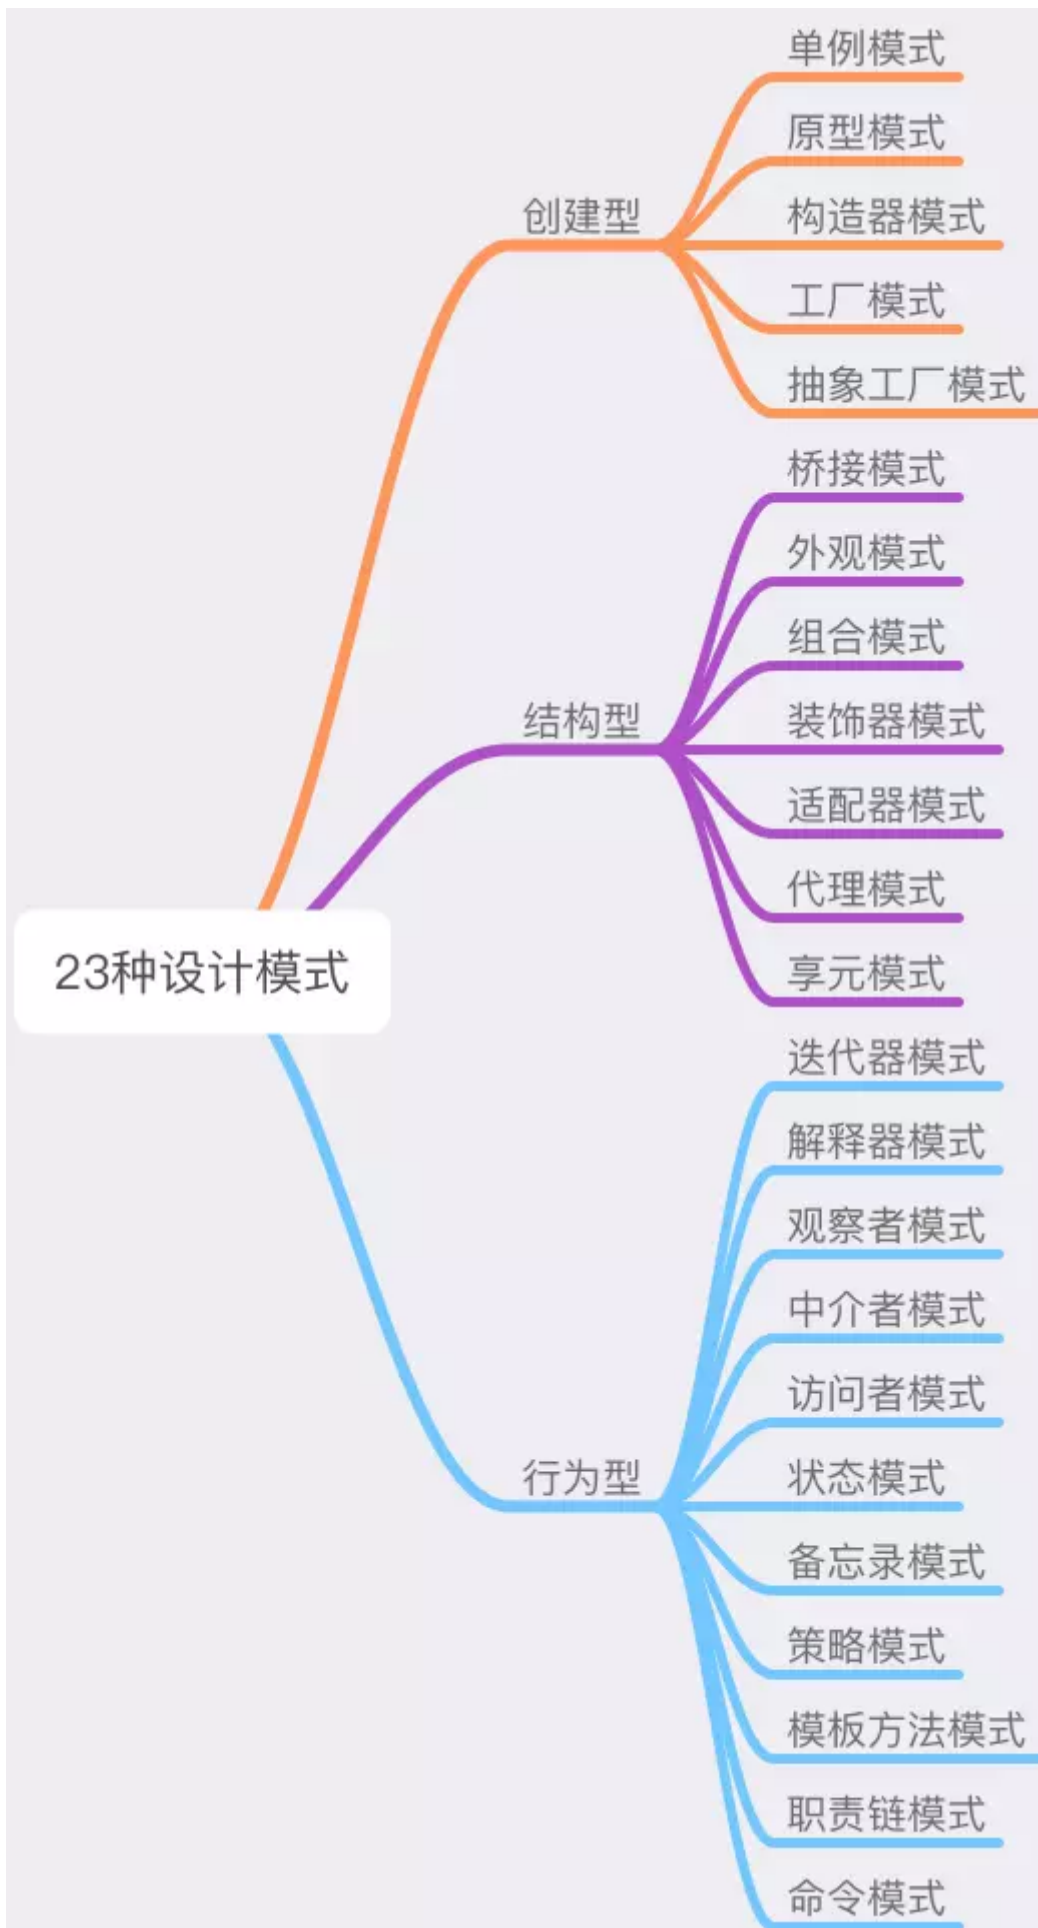 23种设计模式
创建型
单例模式
原型模式
构造器模式
工厂模式
抽象工厂模式
结构型
桥接模式
外观模式
组合模式
装饰器模式
适配器模式
代理模式
享元模式
行为型
迭代器模式
解释器模式
观察者模式
中介者模式
访问者模式
状态模式
备忘录模式
策略模式
模板方法模式
职责链模式
命令模式